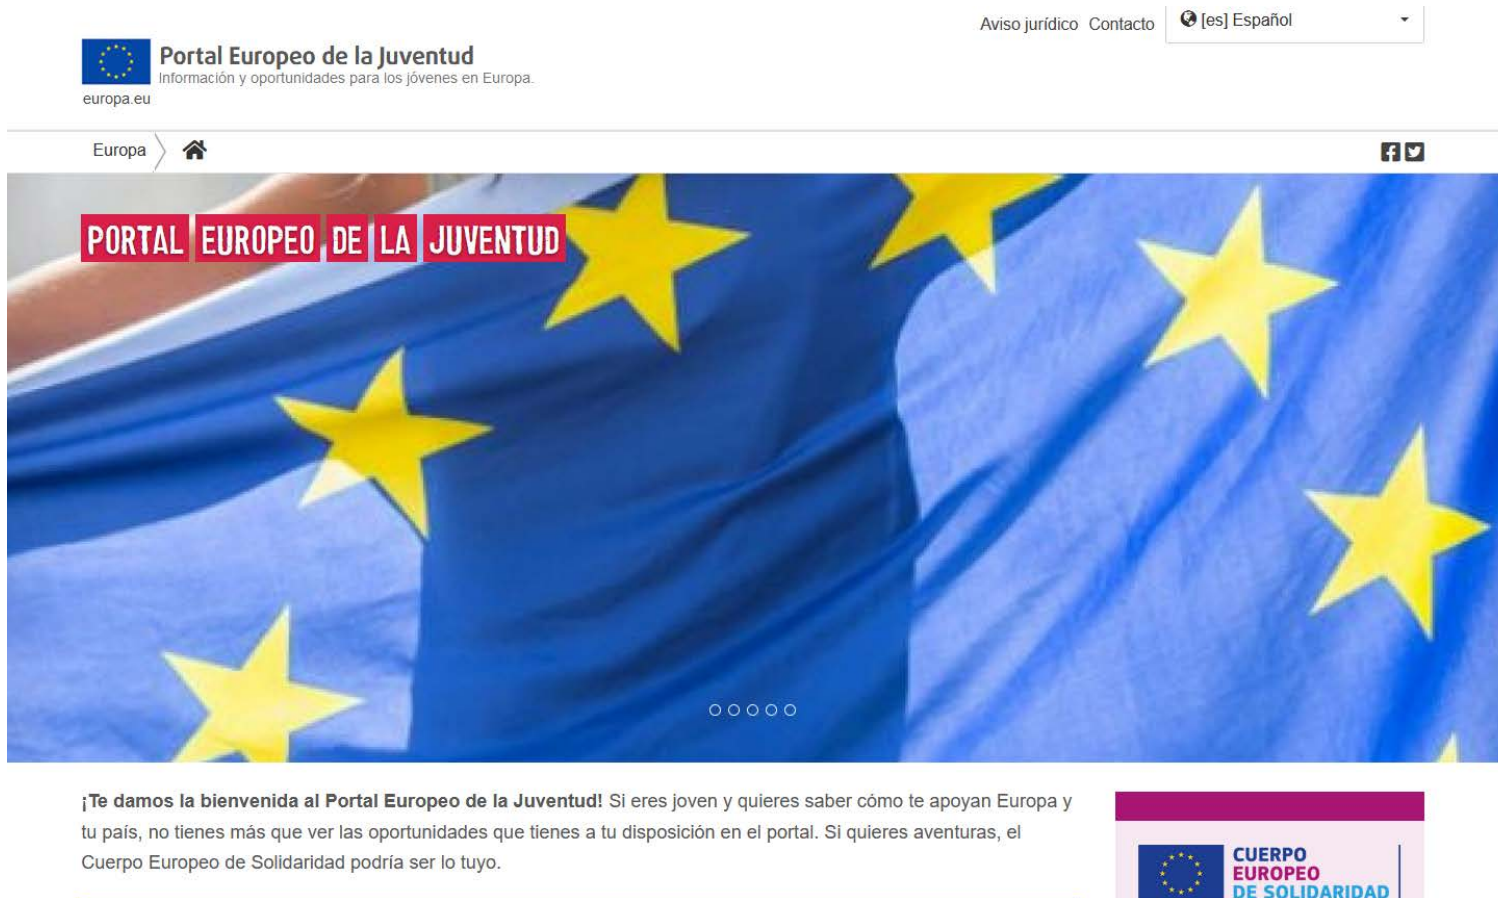 Aviso jurídico Contacto [es] Español
Portal Europeo de la Juventud
Información y oportunidades para los jóvenes en Europa.
europa.eu
Europa
PORTAL EUROPEO DE LA JUVENTUD
¡Te damos la bienvenida al Portal Europeo de la Juventud! Si eres joven y quieres saber cómo te apoyan Europa y
tu país, no tienes más que ver las oportunidades que tienes a tu disposición en el portal. Si quieres aventuras, el
Cuerpo Europeo de Solidaridad podría ser lo tuyo.
CUERPO
EUROPEO
DE SOLIDARIDAD